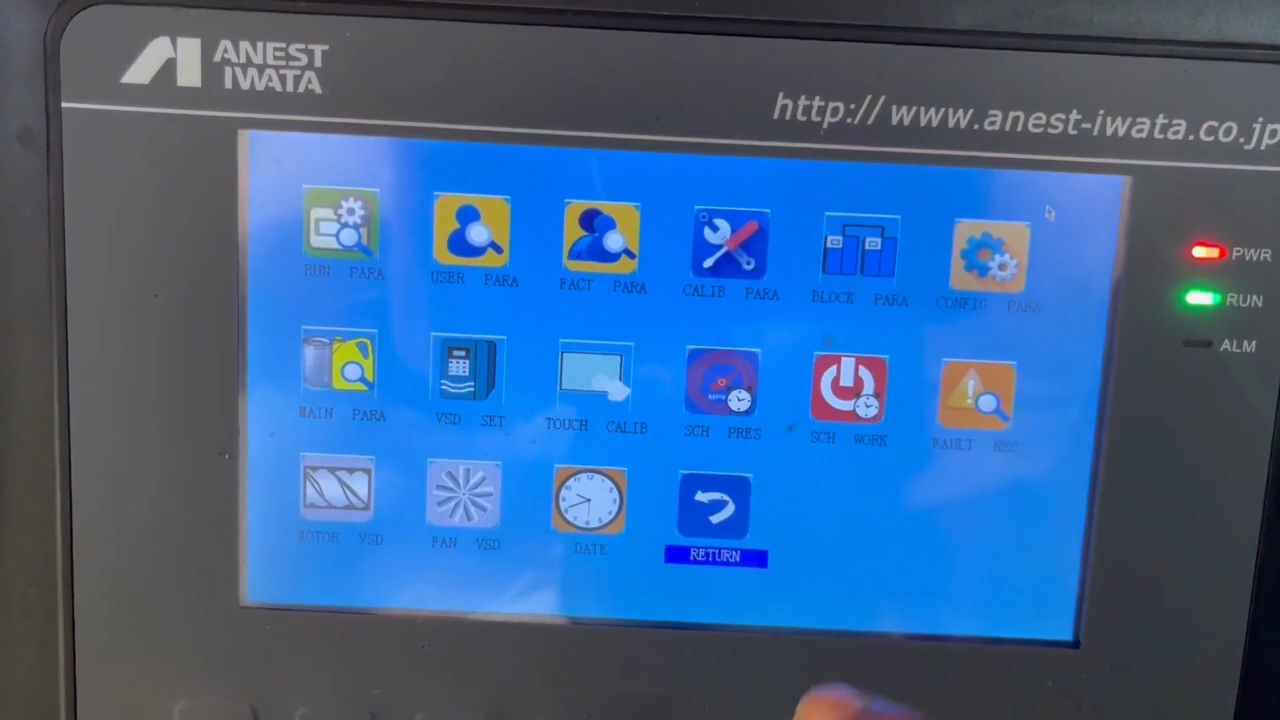 ANEST
IWATA
http://www.anest-iwata.co.jp
PWR
RUN
ALM
RUN PARA
USER PARA
FACT PARA
CALIB PARA
BLOCK PARA
CONFIG PARA
MAIN PARA
VSD SET
TOUCH CALIB
SCH PRES
SCH WORK
FAULT REC
MOTOR VSD
FAN VSD
DATE
RETURN